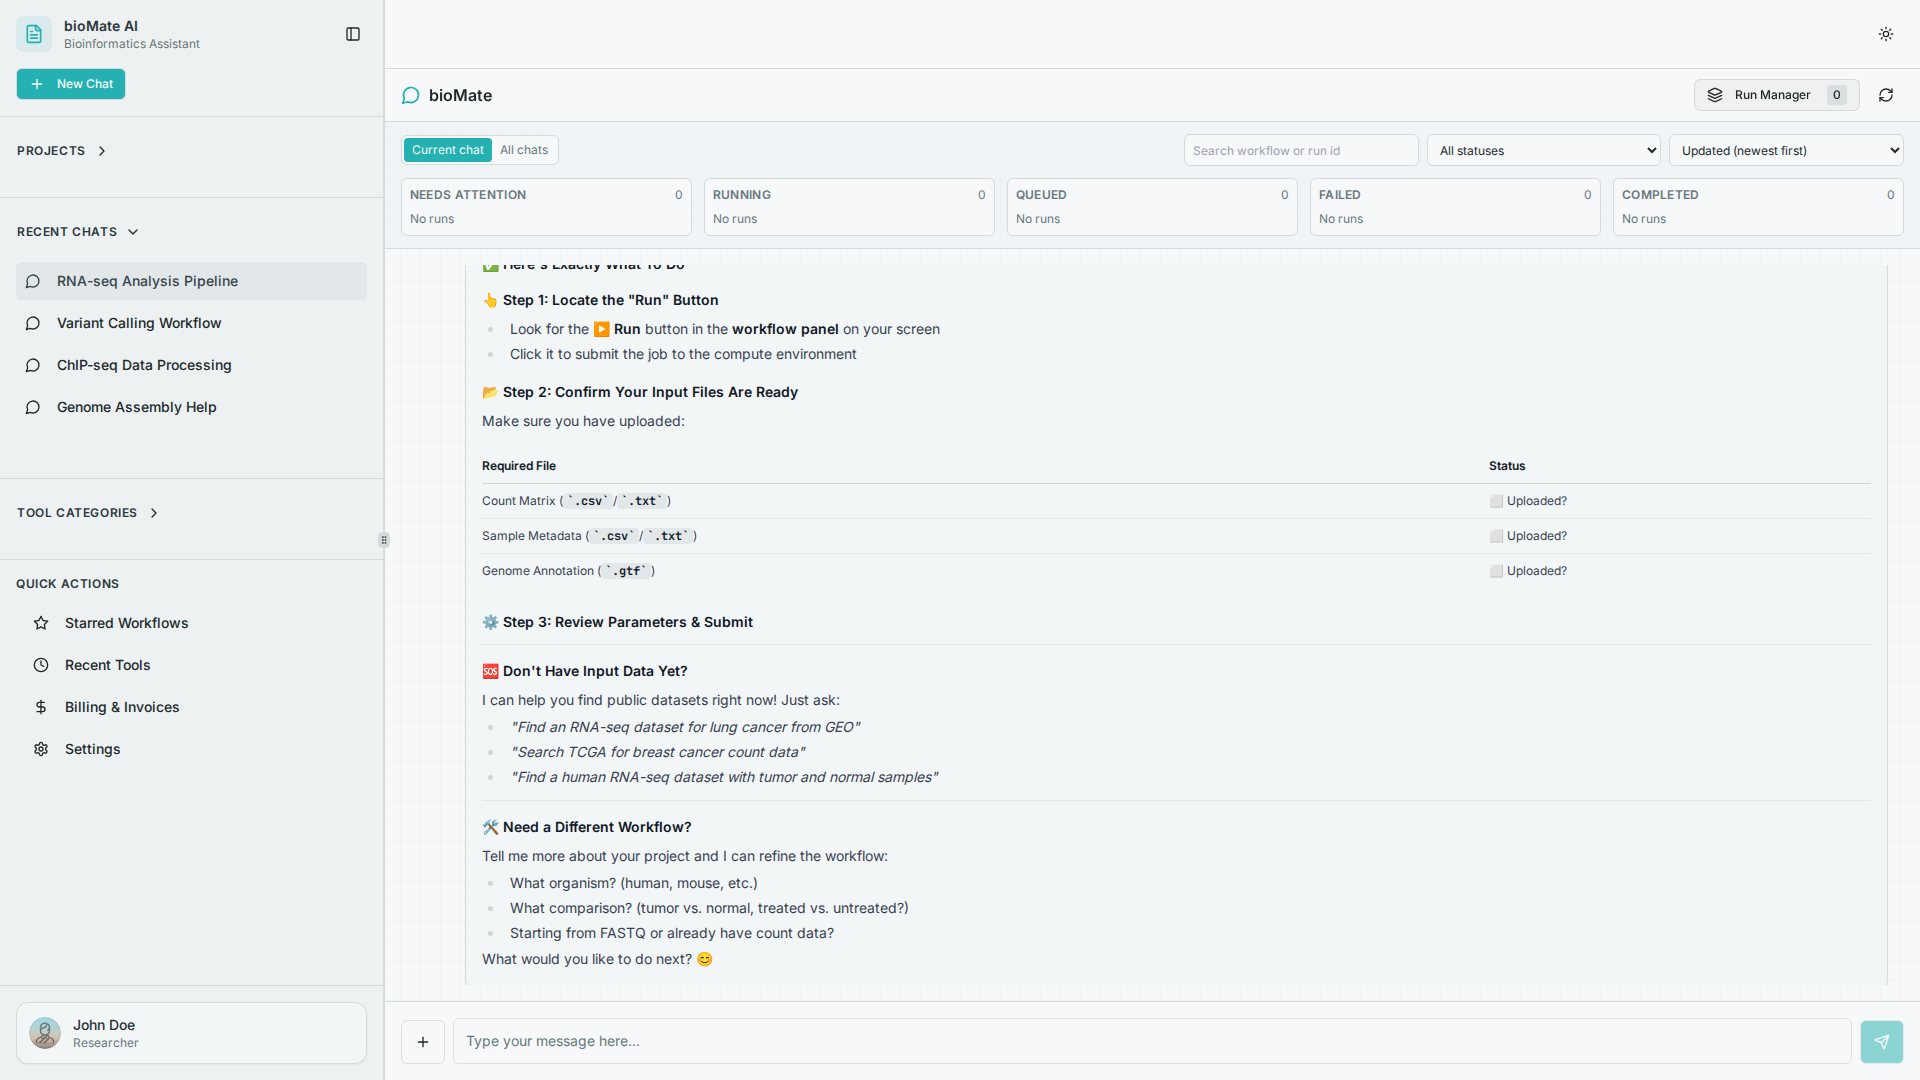 bioMate AI
Bioinformatics Assistant
New Chat
PROJECTS
RECENT CHATS
RNA-seq Analysis Pipeline
Variant Calling Workflow
ChIP-seq Data Processing
Genome Assembly Help
TOOL CATEGORIES
QUICK ACTIONS
Starred Workflows
Recent Tools
Billing & Invoices
Settings
John Doe
Researcher
bioMate
Run Manager 0
Current chat All chats
Search workflow or run id
All statuses
Updated (newest first)
NEEDS ATTENTION 0
No runs
RUNNING 0
No runs
QUEUED 0
No runs
FAILED 0
No runs
COMPLETED 0
No runs
✅ Here's Exactly What To Do
👆 Step 1: Locate the "Run" Button
Look for the ▶️ Run button in the workflow panel on your screen
Click it to submit the job to the compute environment
📂 Step 2: Confirm Your Input Files Are Ready
Make sure you have uploaded:
Required File Status
Count Matrix (`.csv`/`.txt`) ⬜ Uploaded?
Sample Metadata (`.csv`/`.txt`) ⬜ Uploaded?
Genome Annotation (`.gtf`) ⬜ Uploaded?
⚙️ Step 3: Review Parameters & Submit
🆘 Don't Have Input Data Yet?
I can help you find public datasets right now! Just ask:
"Find an RNA-seq dataset for lung cancer from GEO"
"Search TCGA for breast cancer count data"
"Find a human RNA-seq dataset with tumor and normal samples"
🛠️ Need a Different Workflow?
Tell me more about your project and I can refine the workflow:
What organism? (human, mouse, etc.)
What comparison? (tumor vs. normal, treated vs. untreated?)
Starting from FASTQ or already have count data?
What would you like to do next? 😊
Type your message here...